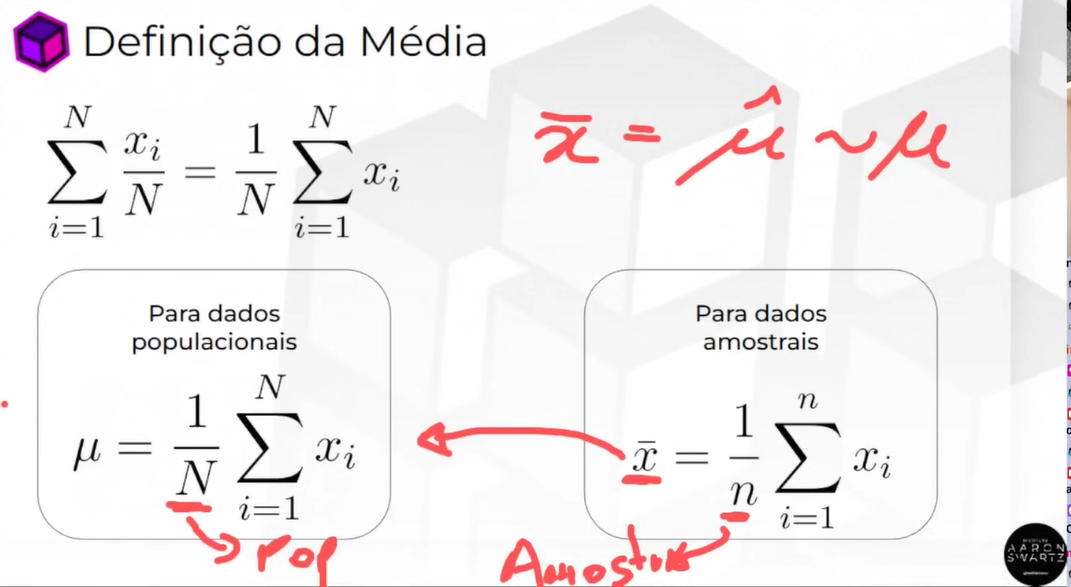 Definição da Média
\sum_{i=1}^{N} \frac{x_i}{N} = \frac{1}{N} \sum_{i=1}^{N} x_i
\bar{x} = \hat{\mu} \sim \mu
Para dados
populacionais
\mu = \frac{1}{N} \sum_{i=1}^{N} x_i
Pop
Para dados
amostrais
\bar{x} = \frac{1}{n} \sum_{i=1}^{n} x_i
Amostra
AARON
SWARTZ